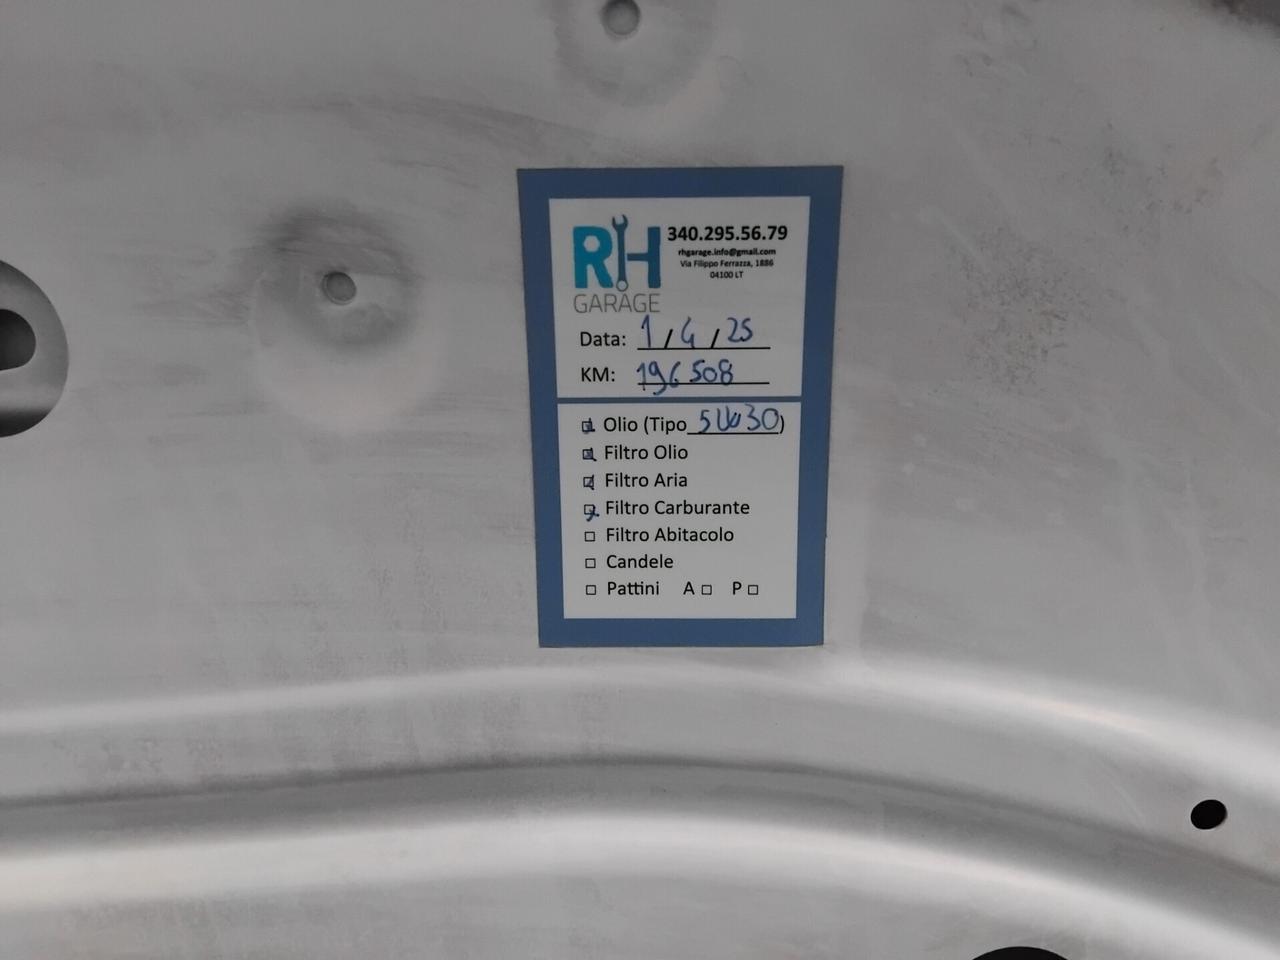 RH
GARAGE
340.295.56.79
rhgarage.info@gmail.com
Via Filippo Ferrazza, 1886
04100 LT
Data: 1 / 4 / 25
KM: 196508
Olio (Tipo 5W30)
Filtro Olio
Filtro Aria
Filtro Carburante
Filtro Abitacolo
Candele
Pattini A P